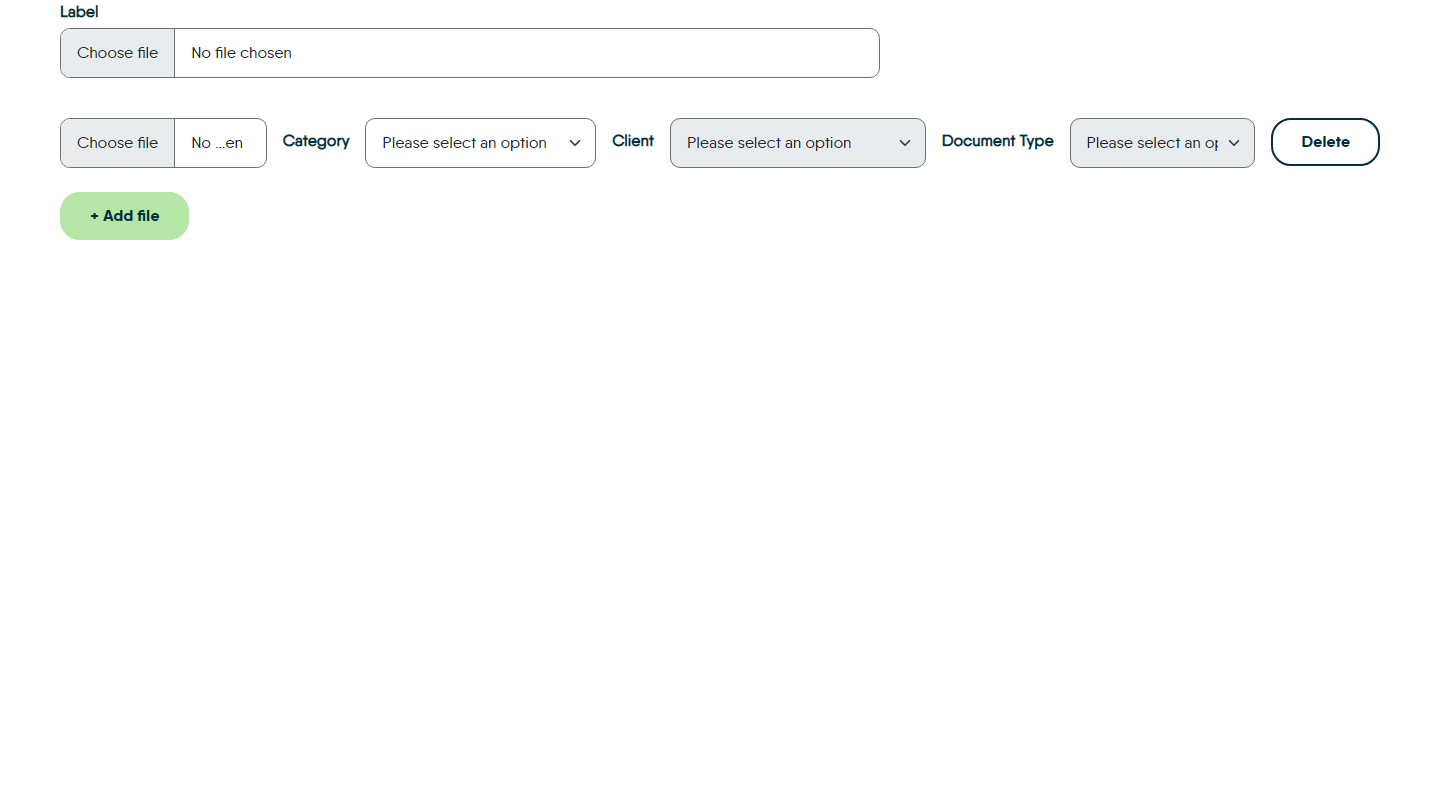 Label
Choose file No file chosen
Choose file No ...en Category Please select an option Client Please select an option Document Type Please select an op Delete
+ Add file